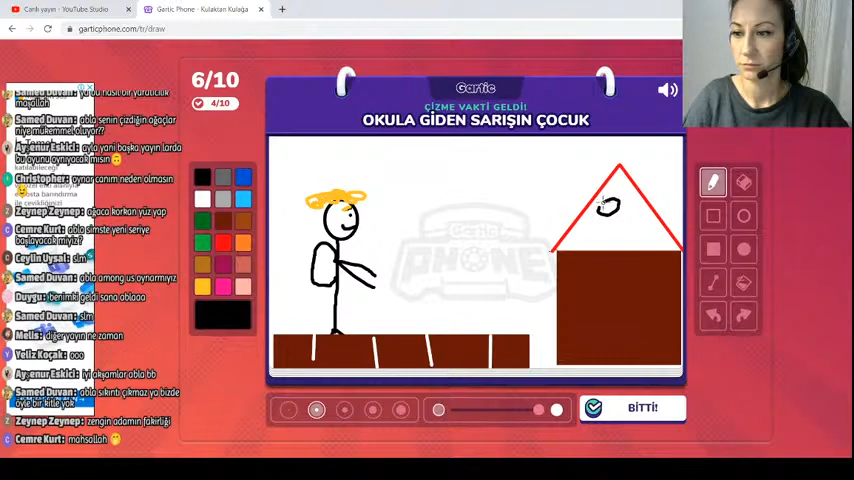 Canlı yayın - YouTube Studio
Gartic Phone - Kulaktan Kulağa
garticphone.com/tr/draw
6/10
4/10
Gartic
ÇİZME VAKTİ GELDİ!
OKULA GİDEN SARIŞIN ÇOCUK
Gartic
PHONE
BİTTİ!
Samed Duvan: ya bu nasıl bir yaratıcılık
maşallah
Samed Duvan: abla senin çizdiğin ağaçlar
niye mükemmel oluyor??
Ayşenur Eskici: ayla yani başka yayın larda
bu oyunu oynıyacak mısın
Christopher: oynar canım neden olmasın
Zeynep Zeynep: ağaca korkan yüz yap
Cemre Kurt: abla simste yeni seriye
başlayacak mıyız?
Ceylin Uysal: slm
Samed Duvan: abla among us oynarmıyız
Duygu: benimki geldi sana ablaaa
Samed Duvan: slm
Melis: diğer yayın ne zaman
Yeliz Koçak: ooo
Ayşenur Eskici: iyi akşamlar abla bb
Samed Duvan: abla sıkıntı çıkmaz ya bizde
öyle bir kitle yok
Zeynep Zeynep: zengin adamın fakirliği
Cemre Kurt: mahsallah